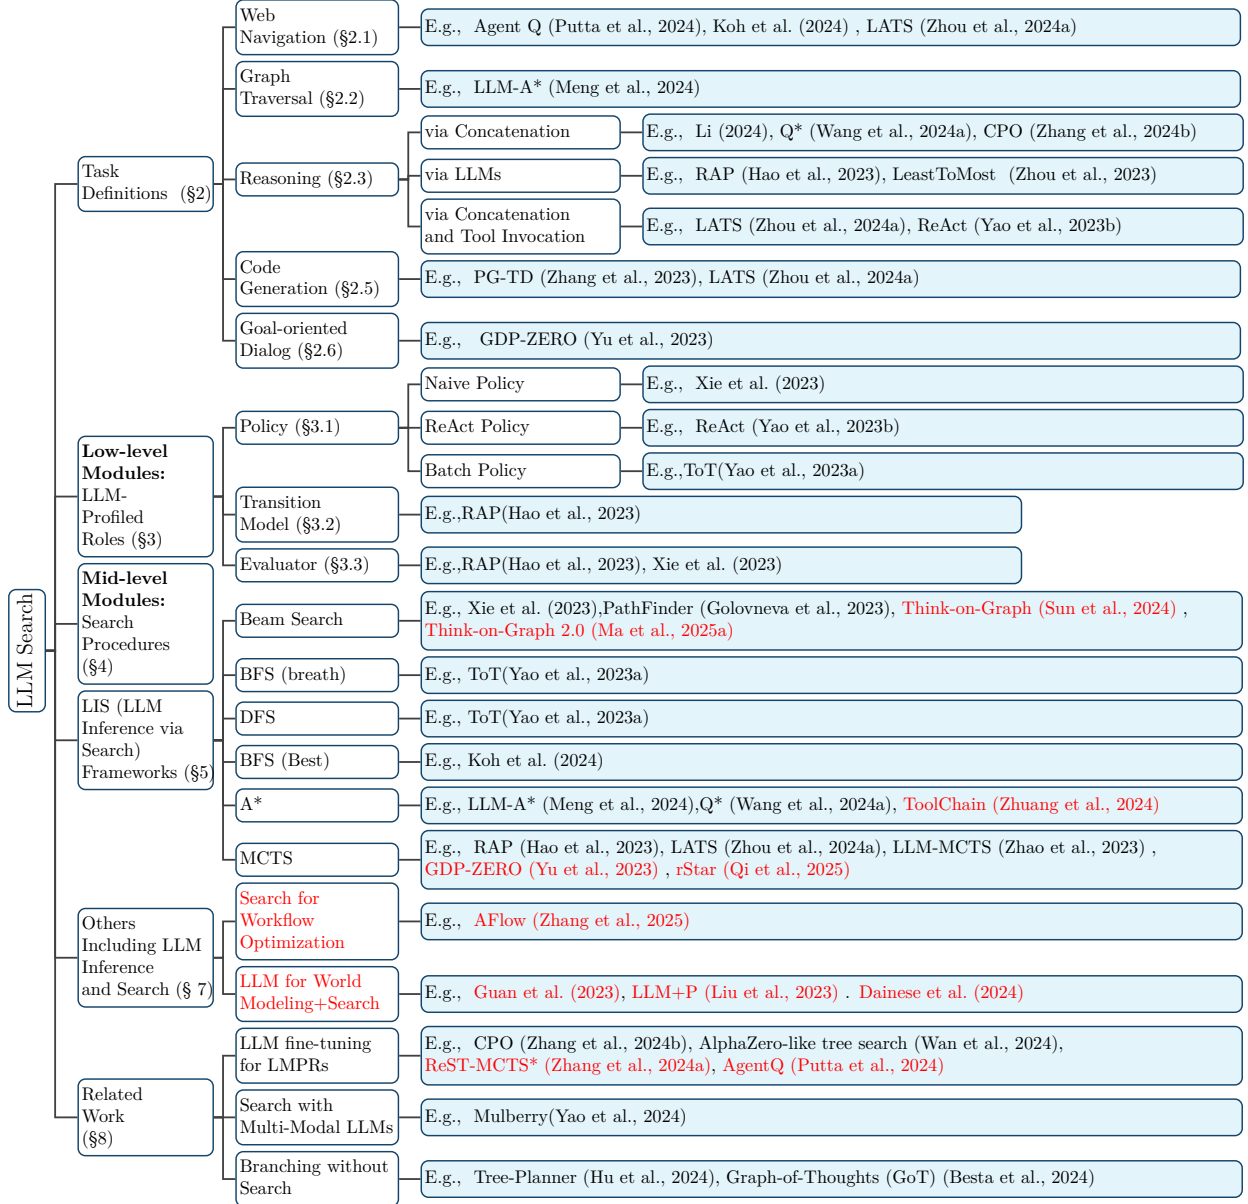 LLM Search
Task
Definitions (§2)
Web
Navigation (§2.1)
E.g., Agent Q (Putta et al., 2024), Koh et al. (2024) , LATS (Zhou et al., 2024a)
Graph
Traversal (§2.2)
E.g., LLM-A* (Meng et al., 2024)
Reasoning (§2.3)
via Concatenation
E.g., Li (2024), Q* (Wang et al., 2024a), CPO (Zhang et al., 2024b)
via LLMs
E.g., RAP (Hao et al., 2023), LeastToMost (Zhou et al., 2023)
via Concatenation
and Tool Invocation
E.g., LATS (Zhou et al., 2024a), ReAct (Yao et al., 2023b)
Code
Generation (§2.5)
E.g., PG-TD (Zhang et al., 2023), LATS (Zhou et al., 2024a)
Goal-oriented
Dialog (§2.6)
E.g., GDP-ZERO (Yu et al., 2023)
Low-level
Modules:
LLM-
Profiled
Roles (§3)
Policy (§3.1)
Naive Policy
E.g., Xie et al. (2023)
ReAct Policy
E.g., ReAct (Yao et al., 2023b)
Batch Policy
E.g.,ToT(Yao et al., 2023a)
Transition
Model (§3.2)
E.g.,RAP(Hao et al., 2023)
Evaluator (§3.3)
E.g.,RAP(Hao et al., 2023), Xie et al. (2023)
Mid-level
Modules:
Search
Procedures
(§4)
LIS (LLM
Inference via
Search)
Frameworks (§5)
Beam Search
E.g., Xie et al. (2023),PathFinder (Golovneva et al., 2023), Think-on-Graph (Sun et al., 2024) ,
Think-on-Graph 2.0 (Ma et al., 2025a)
BFS (breath)
E.g., ToT(Yao et al., 2023a)
DFS
E.g., ToT(Yao et al., 2023a)
BFS (Best)
E.g., Koh et al. (2024)
A*
E.g., LLM-A* (Meng et al., 2024),Q* (Wang et al., 2024a), ToolChain (Zhuang et al., 2024)
MCTS
E.g., RAP (Hao et al., 2023), LATS (Zhou et al., 2024a), LLM-MCTS (Zhao et al., 2023) ,
GDP-ZERO (Yu et al., 2023) , rStar (Qi et al., 2025)
Others
Including LLM
Inference
and Search (§ 7)
Search for
Workflow
Optimization
E.g., AFlow (Zhang et al., 2025)
LLM for World
Modeling+Search
E.g., Guan et al. (2023), LLM+P (Liu et al., 2023) . Dainese et al. (2024)
Related
Work
(§8)
LLM fine-tuning
for LMPRs
E.g., CPO (Zhang et al., 2024b), AlphaZero-like tree search (Wan et al., 2024),
ReST-MCTS* (Zhang et al., 2024a), AgentQ (Putta et al., 2024)
Search with
Multi-Modal LLMs
E.g., Mulberry(Yao et al., 2024)
Branching without
Search
E.g., Tree-Planner (Hu et al., 2024), Graph-of-Thoughts (GoT) (Besta et al., 2024)